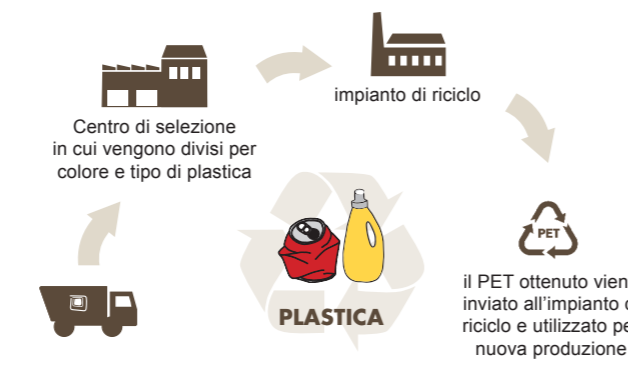 impianto di riciclo
Centro di selezione
in cui vengono divisi per
colore e tipo di plastica
PET
PLASTICA
il PET ottenuto vien
inviato all'impianto
riciclo e utilizzato
nuova produzione